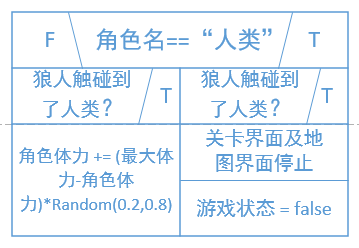 F 角色名==“人类” T
狼人触碰到 狼人触碰到
了人类? T 了人类? T
角色体力 += (最大体
力-角色体
力)*Random(0.2,0.8)
关卡界面及地
图界面停止
游戏状态 = false